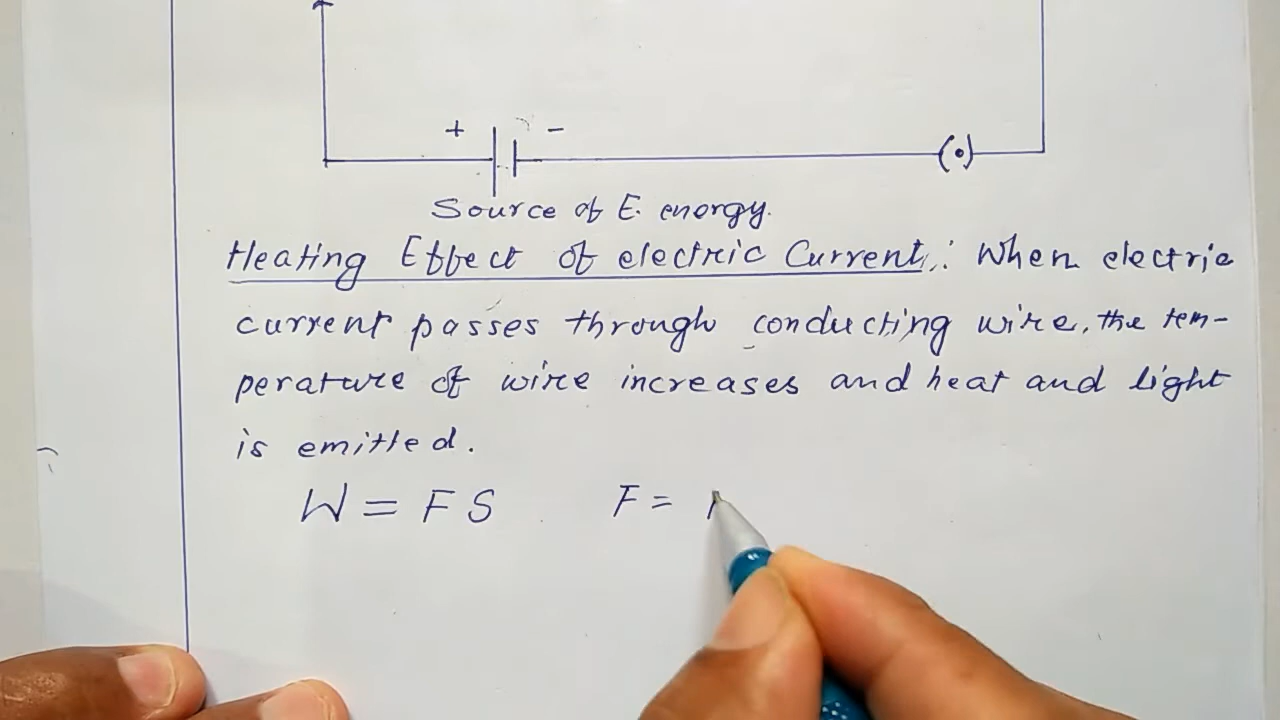 + -
Source of E. energy.
Heating Effect of electric Current: When electric
current passes through conducting wire, the tem-
perature of wire increases and heat and light
is emitted.
W = F S F =